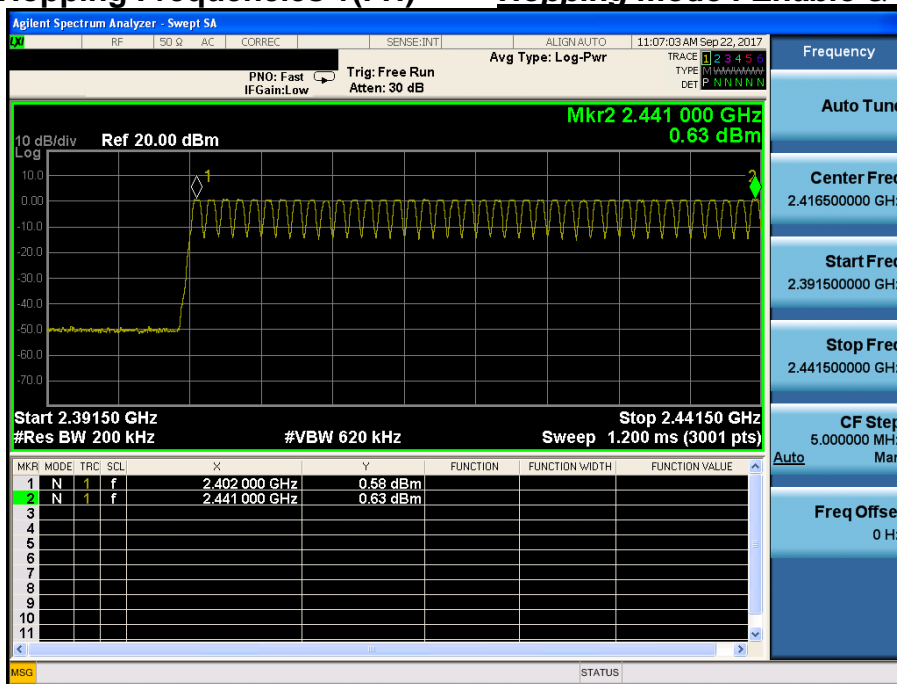 Agilent Spectrum Analyzer - Swept SA
LXI RF 50 Ω AC CORREC SENSE:INT ALIGN AUTO 11:07:03 AM Sep 22, 2017
PNO: Fast
IFGain:Low
Trig: Free Run
Atten: 30 dB
Avg Type: Log-Pwr
TRACE 1 2 3 4 5 6
TYPE M WWWWW
DET P N N N N N
Mkr2 2.441 000 GHz
0.63 dBm
10 dB/div
Log
Ref 20.00 dBm
10.0
0.00
-10.0
-20.0
-30.0
-40.0
-50.0
-60.0
-70.0
1
2
Start 2.39150 GHz
Stop 2.44150 GHz
#Res BW 200 kHz
#VBW 620 kHz
Sweep 1.200 ms (3001 pts)
MKR MODE TRC SCL X Y FUNCTION FUNCTION WIDTH FUNCTION VALUE
1 N 1 f 2.402 000 GHz 0.58 dBm
2 N 1 f 2.441 000 GHz 0.63 dBm
3
4
5
6
7
8
9
10
11
MSG
STATUS
Frequency
Auto Tune
Center Freq
2.416500000 GHz
Start Freq
2.391500000 GHz
Stop Freq
2.441500000 GHz
CF Step
5.000000 MHz
Auto Man
Freq Offset
0 Hz